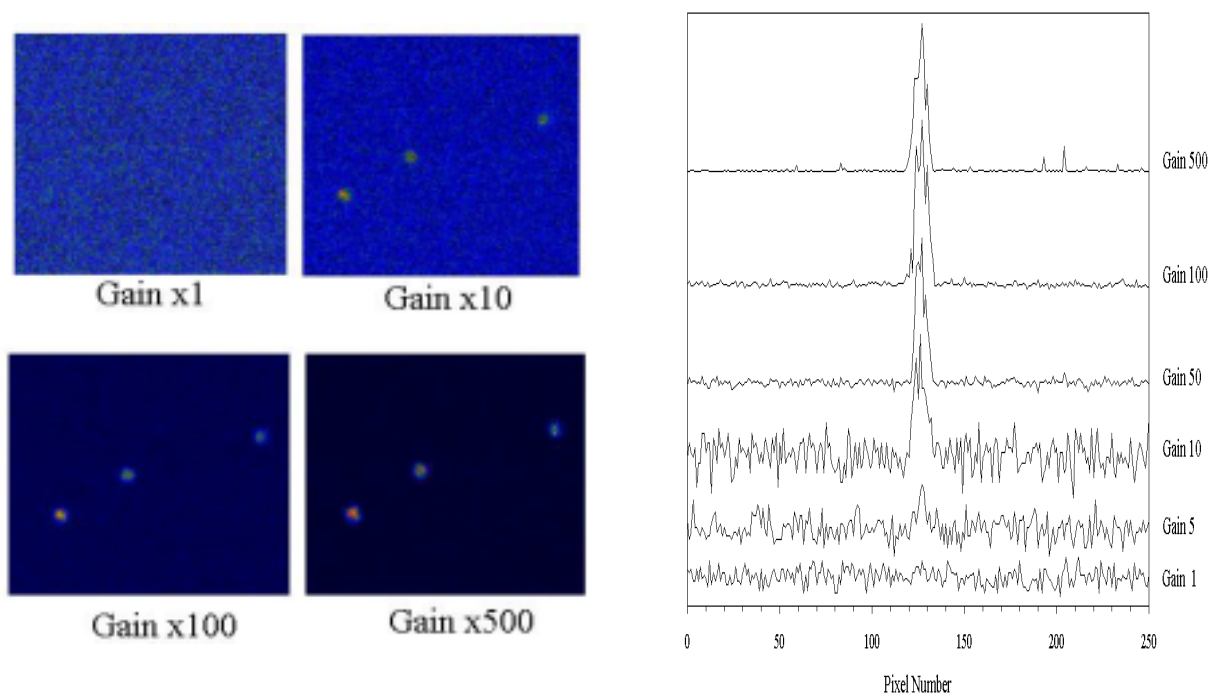 Gain x1
Gain x10
Gain x100
Gain x500
Gain 500
Gain 100
Gain 50
Gain 10
Gain 5
Gain 1
0 50 100 150 200 250
Pixel Number